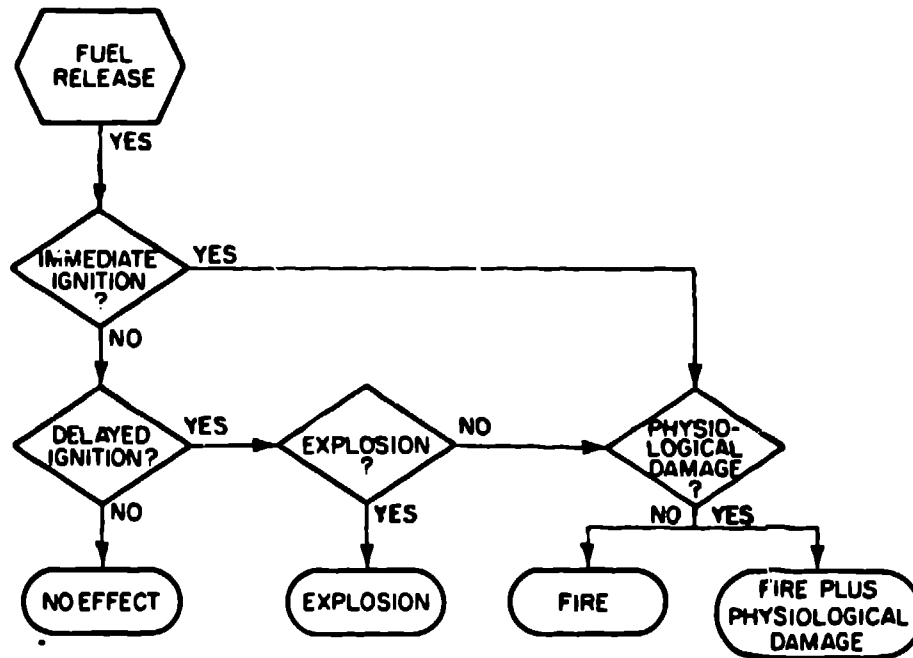 FUEL
RELEASE
YES
IMMEDIATE
IGNITION
?
YES
NO
DELAYED
IGNITION?
YES
EXPLOSION
?
NO
PHYSIO-
LOGICAL
DAMAGE
?
NO
YES
NO
YES
NO EFFECT
EXPLOSION
FIRE
FIRE PLUS
PHYSIOLOGICAL
DAMAGE